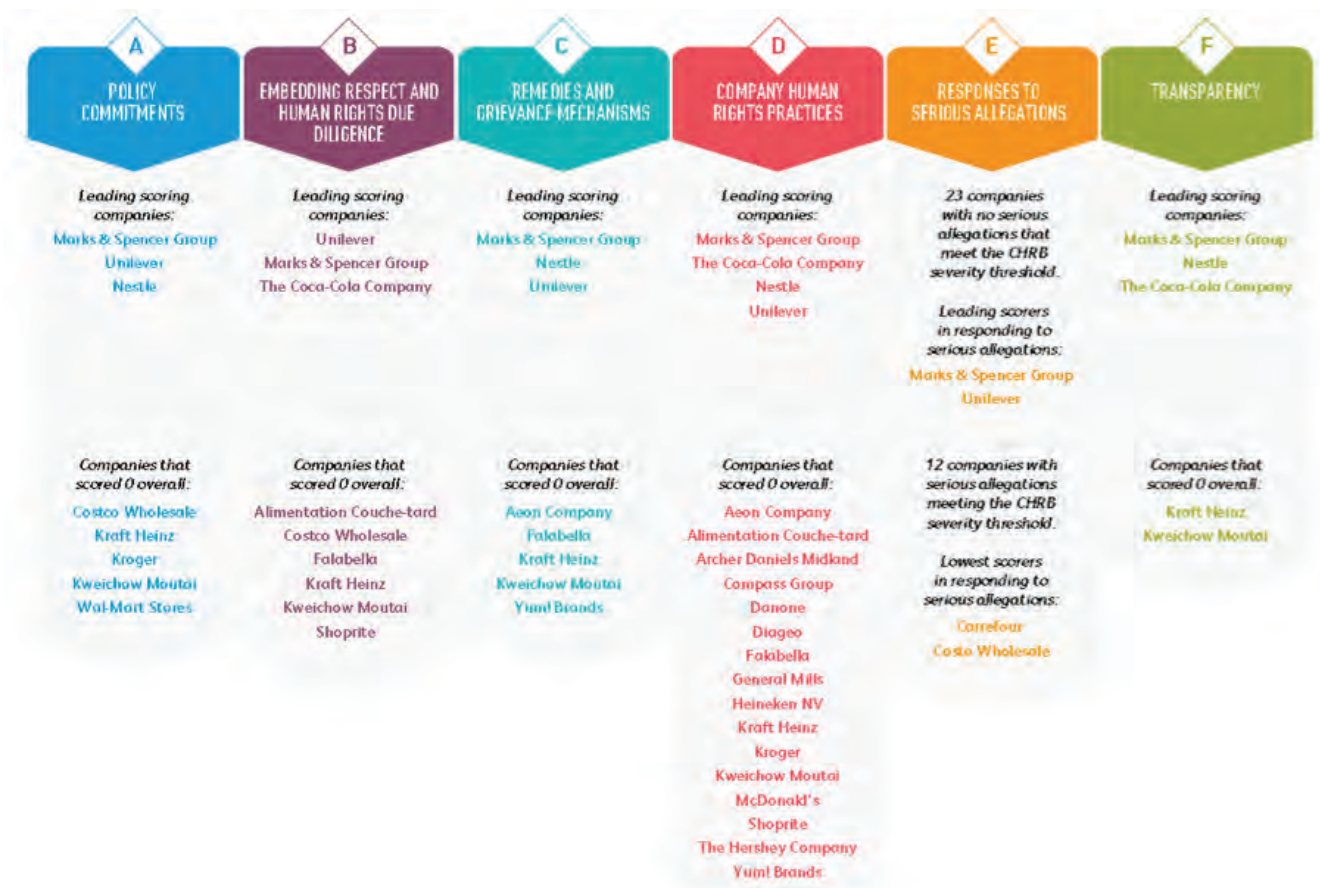 A
POLICY
COMMITMENTS
Leading scoring
companies:
Marks & Spencer Group
Unilever
Nestle
Companies that
scored 0 overall:
Costco Wholesale
Kraft Heinz
Kroger
Kweichow Moutai
Wal-Mart Stores
B
EMBEDDING RESPECT AND
HUMAN RIGHTS DUE
DILIGENCE
Leading scoring
companies:
Unilever
Marks & Spencer Group
The Coca-Cola Company
Companies that
scored 0 overall:
Alimentation Couche-tard
Costco Wholesale
Falabella
Kraft Heinz
Kweichow Moutai
Shoprite
C
REMEDIES AND
GRIEVANCE MECHANISMS
Leading scoring
companies:
Marks & Spencer Group
Nestle
Unilever
Companies that
scored 0 overall:
Aeon Company
Falabella
Kraft Heinz
Kweichow Moutai
Yum! Brands
D
COMPANY HUMAN
RIGHTS PRACTICES
Leading scoring
companies:
Marks & Spencer Group
The Coca-Cola Company
Nestle
Unilever
Companies that
scored 0 overall:
Aeon Company
Alimentation Couche-tard
Archer Daniels Midland
Compass Group
Danone
Diageo
Falabella
General Mills
Heineken NV
Kraft Heinz
Kroger
Kweichow Moutai
McDonald's
Shoprite
The Hershey Company
Yum! Brands
E
RESPONSES TO
SERIOUS ALLEGATIONS
23 companies
with no serious
allegations that
meet the CHRB
severity threshold.
Leading scorers
in responding to
serious allegations:
Marks & Spencer Group
Unilever
12 companies with
serious allegations
meeting the CHRB
severity threshold.
Lowest scorers
in responding to
serious allegations:
Carrefour
Costo Wholesale
F
TRANSPARENCY
Leading scoring
companies:
Marks & Spencer Group
Nestle
The Coca-Cola Company
Companies that
scored 0 overall:
Kraft Heinz
Kweichow Moutai